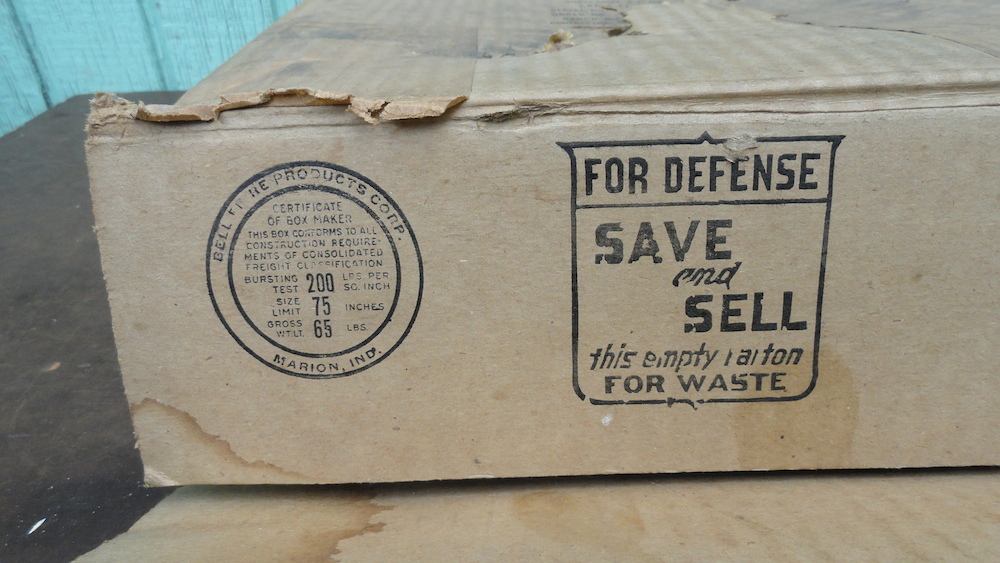 BELL FIBRE PRODUCTS CORP.
CERTIFICATE
OF BOX MAKER
THIS BOX CONFORMS TO ALL
CONSTRUCTION REQUIRE-
MENTS OF CONSOLIDATED
FREIGHT CLASSIFICATION
BURSTING TEST 200 LBS. PER SQ. INCH
SIZE LIMIT 75 INCHES
GROSS WT. LT. 65 LBS.
MARION, IND.
FOR DEFENSE
SAVE
and
SELL
this empty carton
FOR WASTE